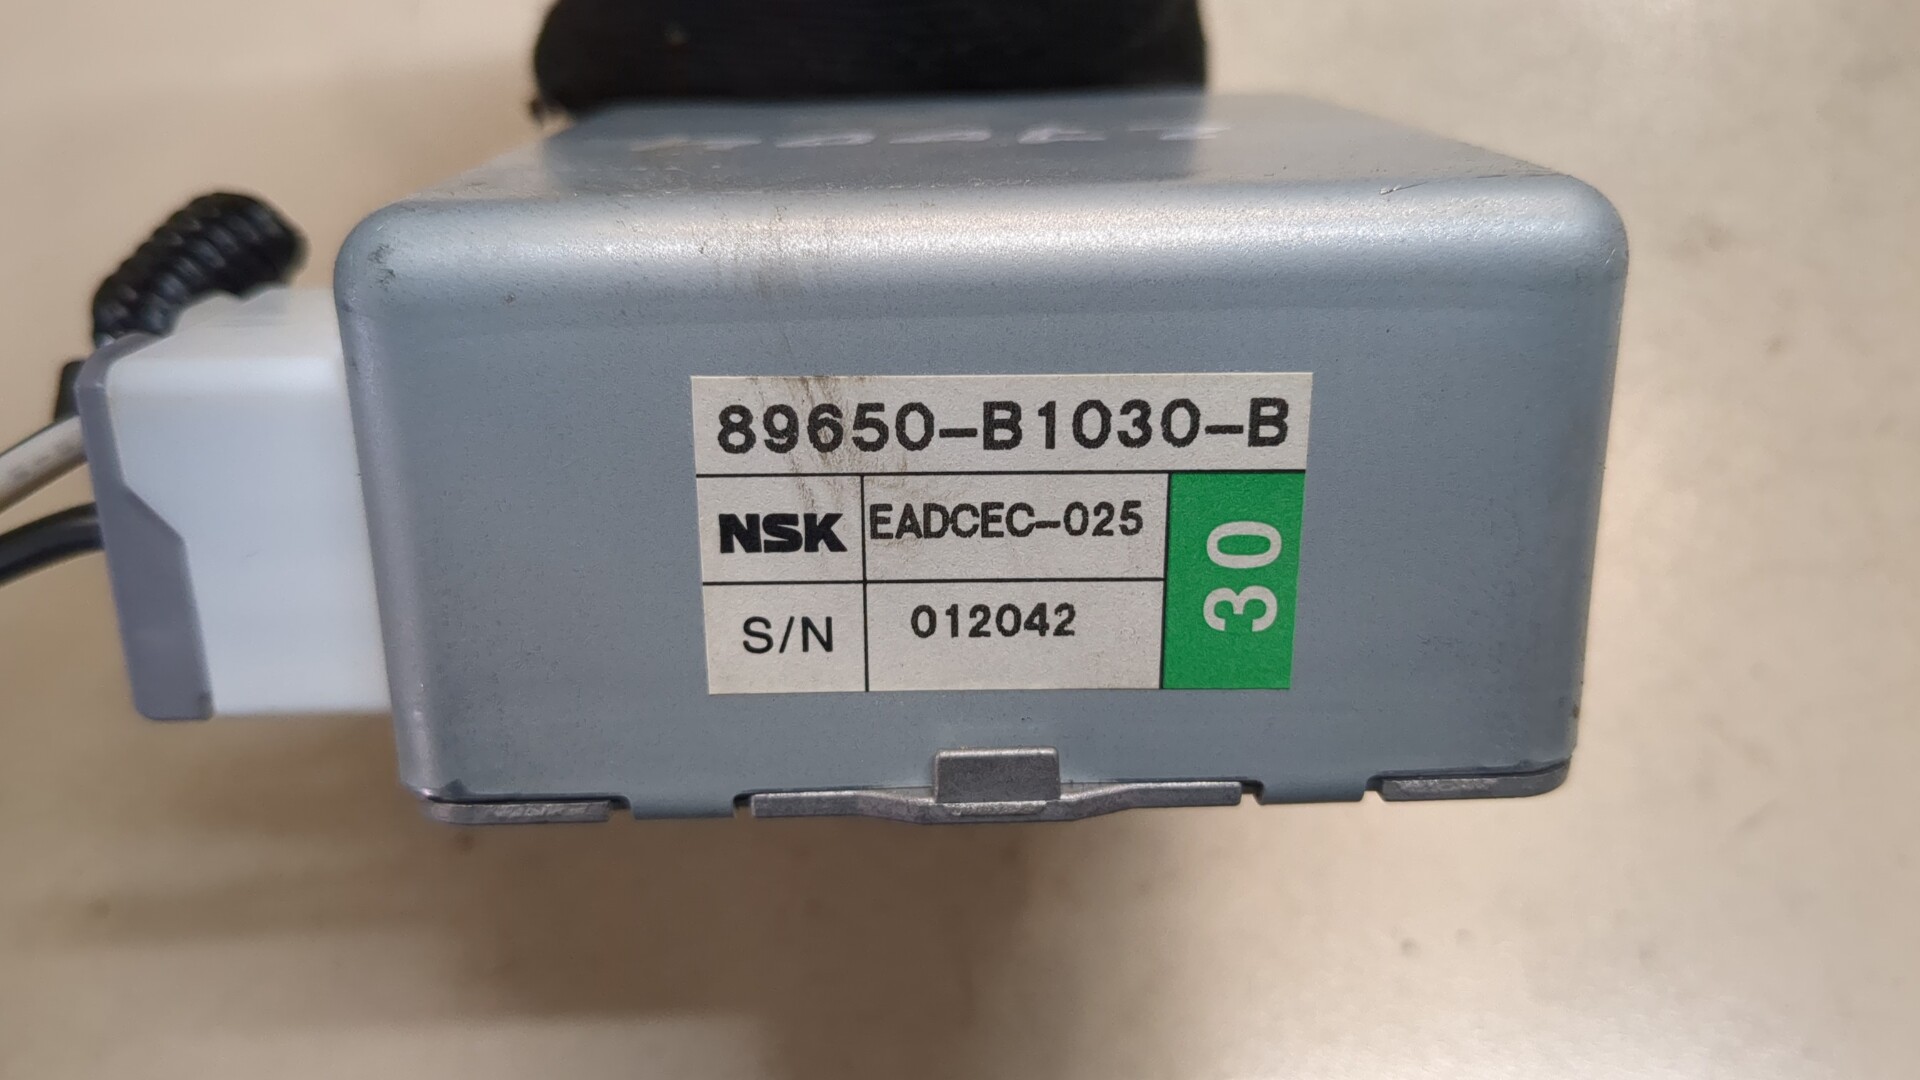 89650-B1030-B
NSK EADCEC-025
S/N 012042
30